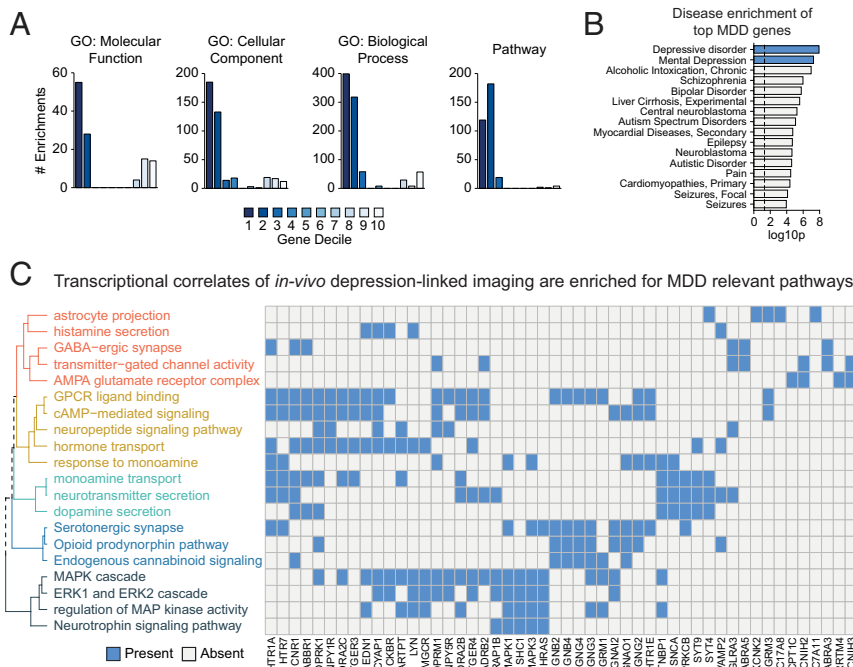 A
GO: Molecular Function
GO: Cellular Component
GO: Biological Process
Pathway
# Enrichments
60
40
20
0
200
150
100
50
0
400
200
0
200
150
100
50
0
1 2 3 4 5 6 7 8 9 10
Gene Decile
B
Disease enrichment of
top MDD genes
Depressive disorder
Mental Depression
Alcoholic Intoxication, Chronic
Schizophrenia
Bipolar Disorder
Liver Cirrhosis, Experimental
Central neuroblastoma
Autism Spectrum Disorders
Myocardial Diseases, Secondary
Epilepsy
Neuroblastoma
Autistic Disorder
Pain
Cardiomyopathies, Primary
Seizures, Focal
Seizures
0 2 4 6 8
log10p
C Transcriptional correlates of in-vivo depression-linked imaging are enriched for MDD relevant pathways
astrocyte projection
histamine secretion
GABA-ergic synapse
transmitter-gated channel activity
AMPA glutamate receptor complex
GPCR ligand binding
cAMP-mediated signaling
neuropeptide signaling pathway
hormone transport
response to monoamine
monoamine transport
neurotransmitter secretion
dopamine secretion
Serotonergic synapse
Opioid prodynorphin pathway
Endogenous cannabinoid signaling
MAPK cascade
ERK1 and ERK2 cascade
regulation of MAP kinase activity
Neurotrophin signaling pathway
Present Absent
HTR7
LYN
SHC1
HRAS
GNB2
GNB4
GNG4
GNG3
GNG2
SNCA
SYT9
SYT4